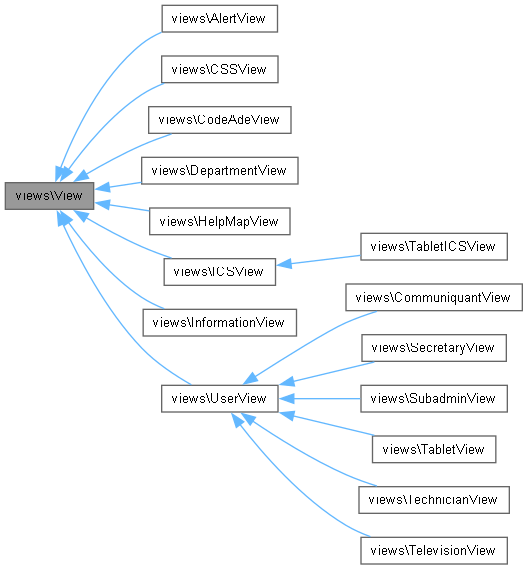 views\AlertView
views\CSSView
views\CodeAdeView
views\DepartmentView
views\View
views\HelpMapView
views\TabletICSView
views\ICSView
views\CommuniquantView
views\InformationView
views\SecretaryView
views\UserView
views\SubadminView
views\TabletView
views\TechnicianView
views\TelevisionView